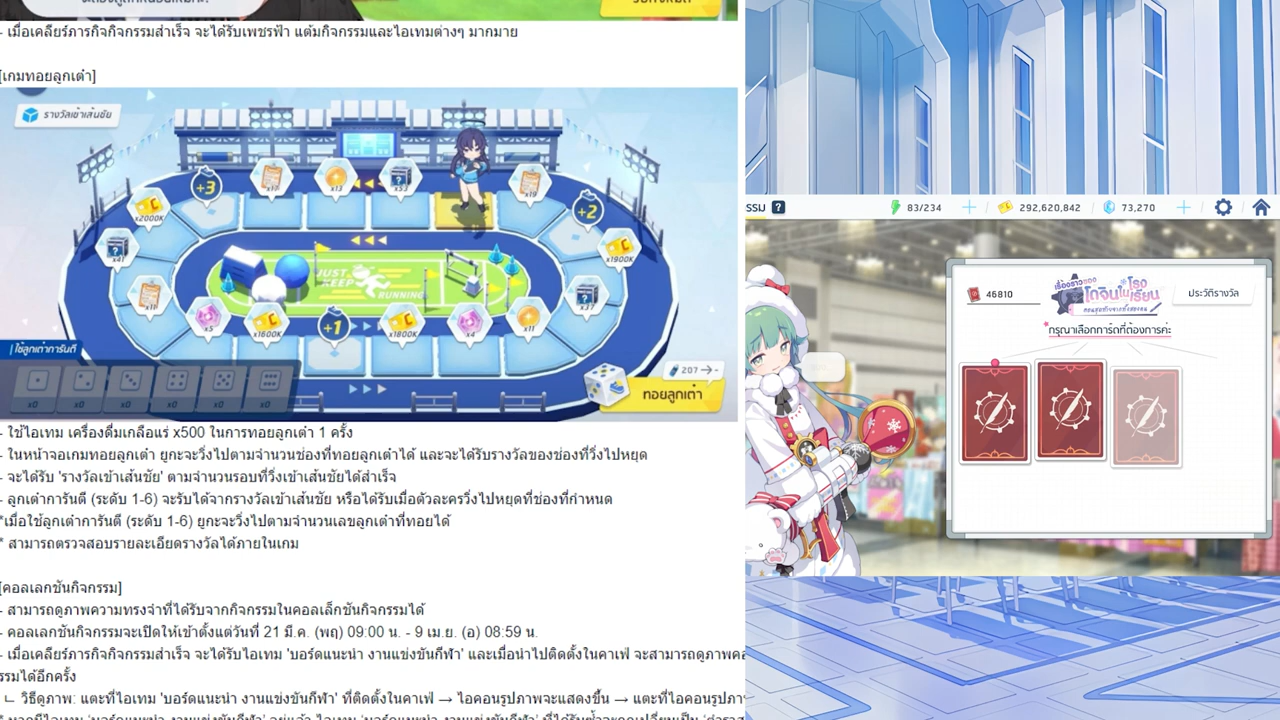 - เมื่อเคลียร์ภารกิจกิจกรรมสำเร็จ จะได้รับเพชรฟ้า แต้มกิจกรรมและไอเทมต่างๆ มากมาย
[เกมทอยลูกเต๋า]
รางวัลเข้าเส้นชัย
+3
x13
x53
x19
+2
x2000K
x41
x1900K
x37
x11
x5
x1600K
+1
x1800K
x4
x11
JUST
KEEP
RUNNING
ใช้ลูกเต๋าการันตี
x0 x0 x0 x0 x0 x0
207 → -
ทอยลูกเต๋า
- ใช้ไอเทม เครื่องดื่มเกลือแร่ x500 ในการทอยลูกเต๋า 1 ครั้ง
- ในหน้าจอเกมทอยลูกเต๋า ยูกะจะวิ่งไปตามจำนวนช่องที่ทอยลูกเต๋าได้ และจะได้รับรางวัลของช่องที่วิ่งไปหยุด
- จะได้รับ 'รางวัลเข้าเส้นชัย' ตามจำนวนรอบที่วิ่งเข้าเส้นชัยได้สำเร็จ
- ลูกเต๋าการันตี (ระดับ 1-6) จะรับได้จากรางวัลเข้าเส้นชัย หรือได้รับเมื่อตัวละครวิ่งไปหยุดที่ช่องที่กำหนด
*เมื่อใช้ลูกเต๋าการันตี (ระดับ 1-6) ยูกะจะวิ่งไปตามจำนวนเลขลูกเต๋าที่ทอยได้
* สามารถตรวจสอบรายละเอียดรางวัลได้ภายในเกม
[คอลเลกชันกิจกรรม]
- สามารถดูภาพความทรงจำที่ได้รับจากกิจกรรมในคอลเล็กชันกิจกรรมได้
- คอลเลกชันกิจกรรมจะเปิดให้เข้าตั้งแต่วันที่ 21 มี.ค. (พฤ) 09:00 น. - 9 เม.ย. (อ) 08:59 น.
- เมื่อเคลียร์ภารกิจกิจกรรมสำเร็จ จะได้รับไอเทม 'บอร์ดแนะนำ งานแข่งขันกีฬา' และเมื่อนำไปติดตั้งในคาเฟ่ จะสามารถดูภาพ
รรมได้อีกครั้ง
ㄴ วิธีดูภาพ: แตะที่ไอเทม 'บอร์ดแนะนำ งานแข่งขันกีฬา' ที่ติดตั้งในคาเฟ่ → ไอคอนรูปภาพจะแสดงขึ้น → แตะที่ไอคอนรูปภา
รรม ?
83/234
292,620,842
73,270
46810
เรื่องราวของ
โดจินในโรงเรียน
ประวัติรางวัล
*กรุณาเลือกการ์ดที่ต้องการค่ะ